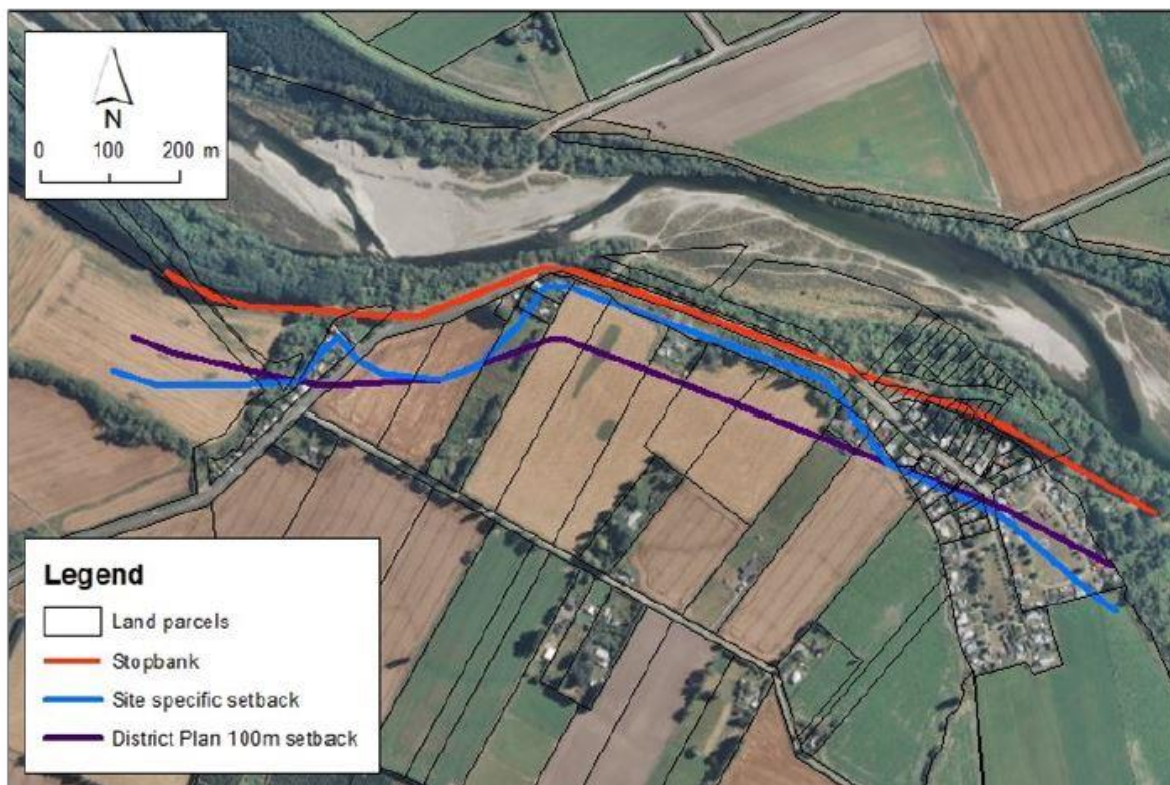 N
0 100 200 m
Legend
Land parcels
Stopbank
Site specific setback
District Plan 100m setback